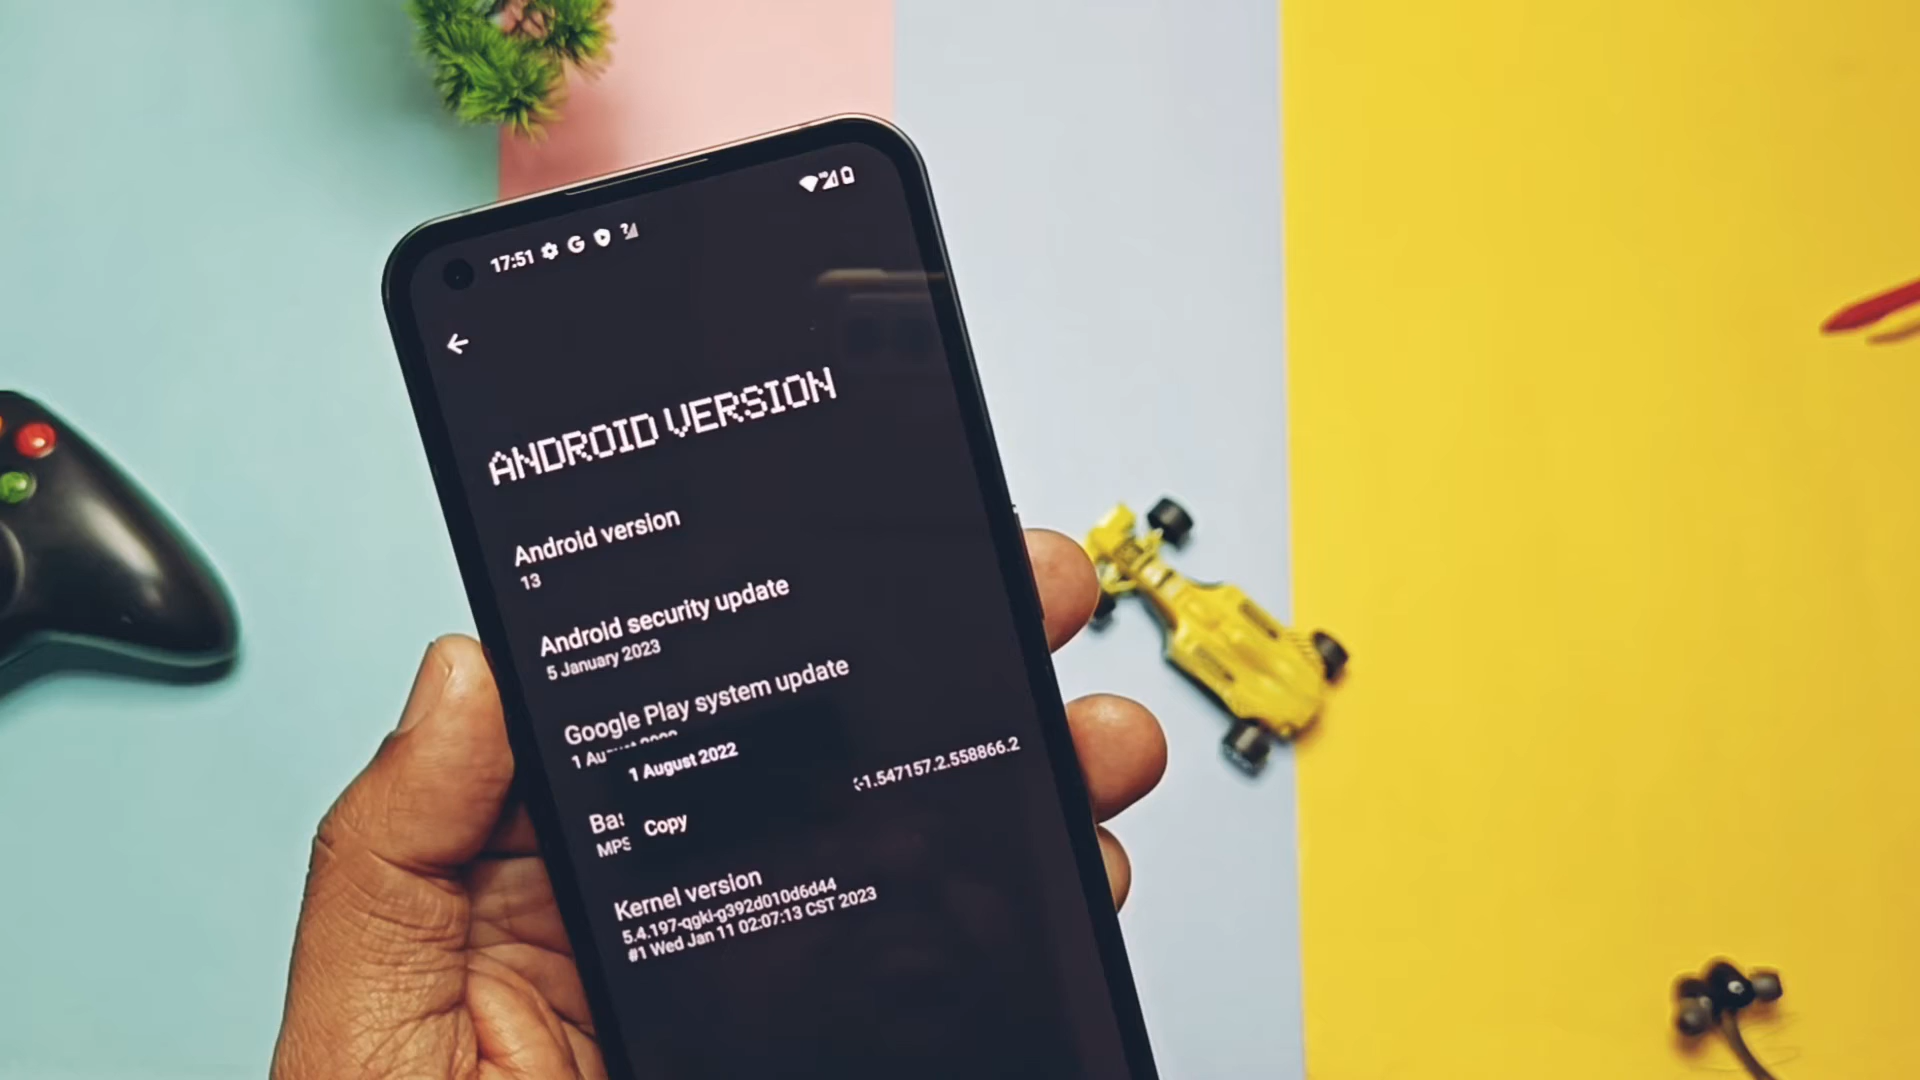 17:51
ANDROID VERSION
Android version
13
Android security update
5 January 2023
Google Play system update
1 August 2022
Copy
-1.547157.2.558866.2
Kernel version
5.4.197-qgki-g392d010d6d44
#1 Wed Jan 11 02:07:13 CST 2023